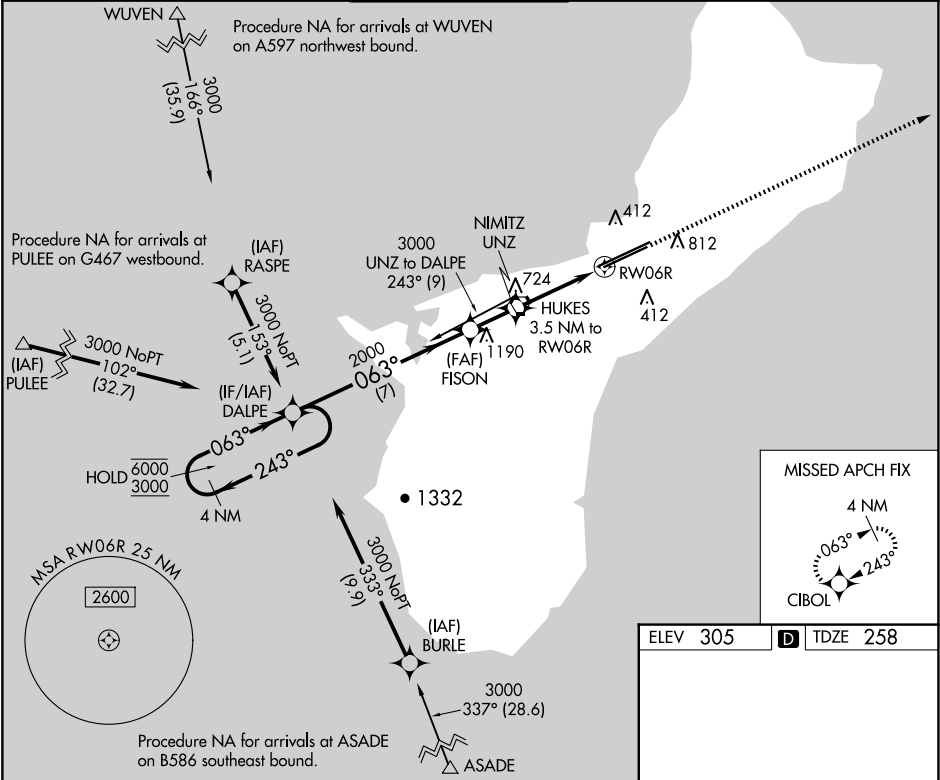 WUVEN
Procedure NA for arrivals at WUVEN
on A597 northwest bound.
3000
166°
(35.9)
Procedure NA for arrivals at
PULEE on G467 westbound.
(IAF)
RASPE
3000 NoPT
153°
(5.1)
3000
UNZ to DALPE
243° (9)
NIMITZ
UNZ
724
412
812
RW06R
412
HUKES
3.5 NM to
RW06R
1190
(FAF)
FISON
2000
063°
(7)
(IAF)
PULEE
3000 NoPT
102°
(32.7)
(IF/IAF)
DALPE
063°
243°
HOLD 6000
3000
4 NM
1332
MISSED APCH FIX
4 NM
063°
243°
CIBOL
MSA RW06R 25 NM
2600
3000 NoPT
333°
(9.9)
(IAF)
BURLE
3000
337° (28.6)
ASADE
Procedure NA for arrivals at ASADE
on B586 southeast bound.
ELEV 305 D TDZE 258